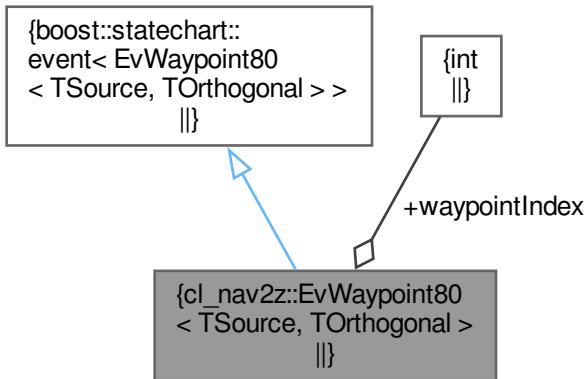 {boost::statechart::
event< EvWaypoint80
< TSource, TOrthogonal > >
||}
{int
||}
+waypointIndex
{cl_nav2z::EvWaypoint80
< TSource, TOrthogonal >
||}